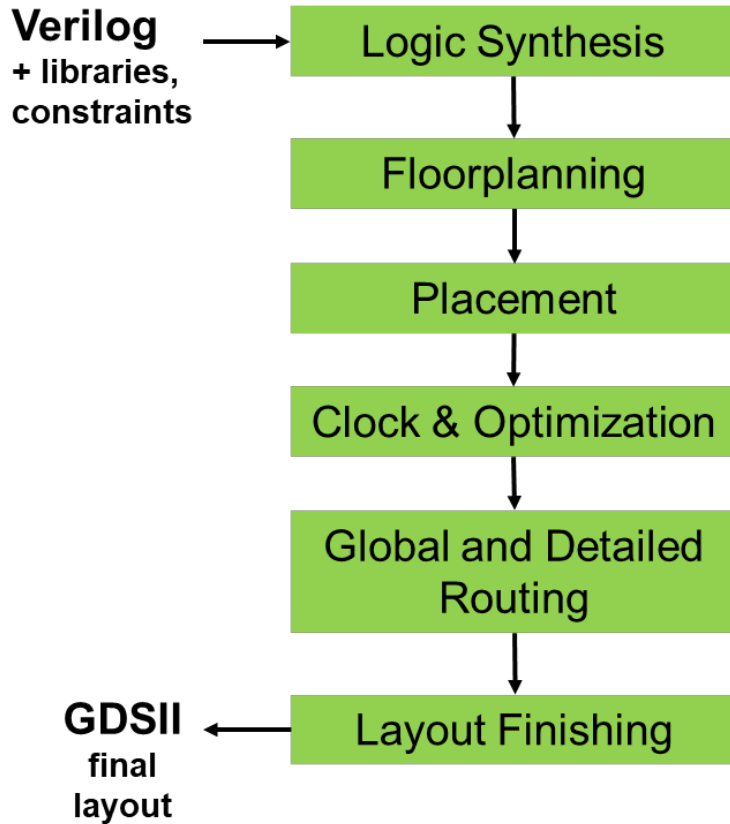 Verilog
+ libraries,
constraints
Logic Synthesis
Floorplanning
Placement
Clock & Optimization
Global and Detailed
Routing
Layout Finishing
GDSII
final
layout